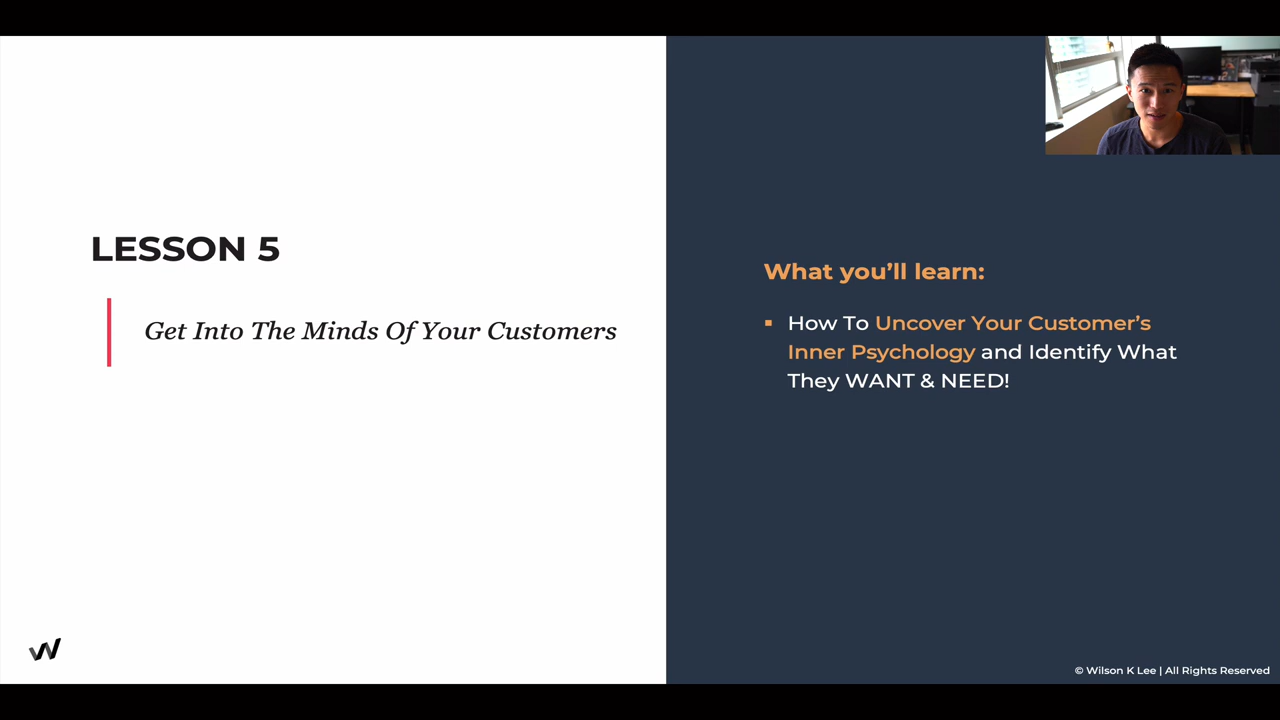 LESSON 5
Get Into The Minds Of Your Customers
What you’ll learn:
▪ How To Uncover Your Customer’s
Inner Psychology and Identify What
They WANT & NEED!
© Wilson K Lee | All Rights Reserved